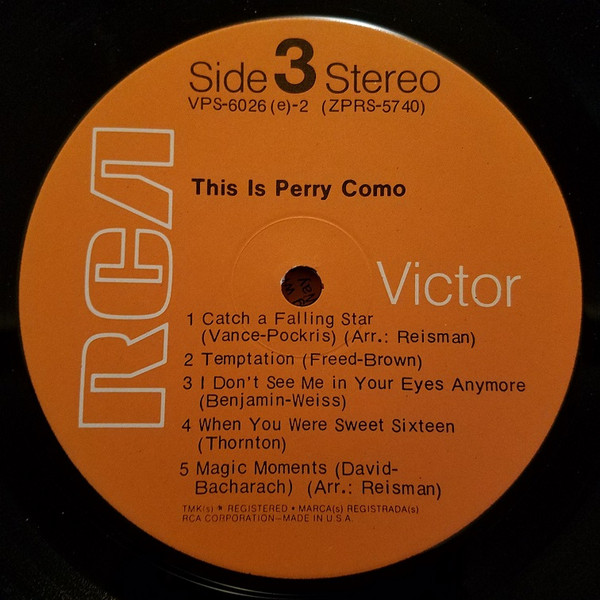 Side 3 Stereo
VPS-6026(e)-2 (ZPRS-5740)
RCA
This Is Perry Como
Victor
1 Catch a Falling Star
(Vance-Pockris) (Arr.: Reisman)
2 Temptation (Freed-Brown)
3 I Don't See Me in Your Eyes Anymore
(Benjamin-Weiss)
4 When You Were Sweet Sixteen
(Thornton)
5 Magic Moments (David-
Bacharach) (Arr.: Reisman)
TMK(s) ® REGISTERED • MARCA(s) REGISTRADA(s)
RCA CORPORATION—MADE IN U.S.A.